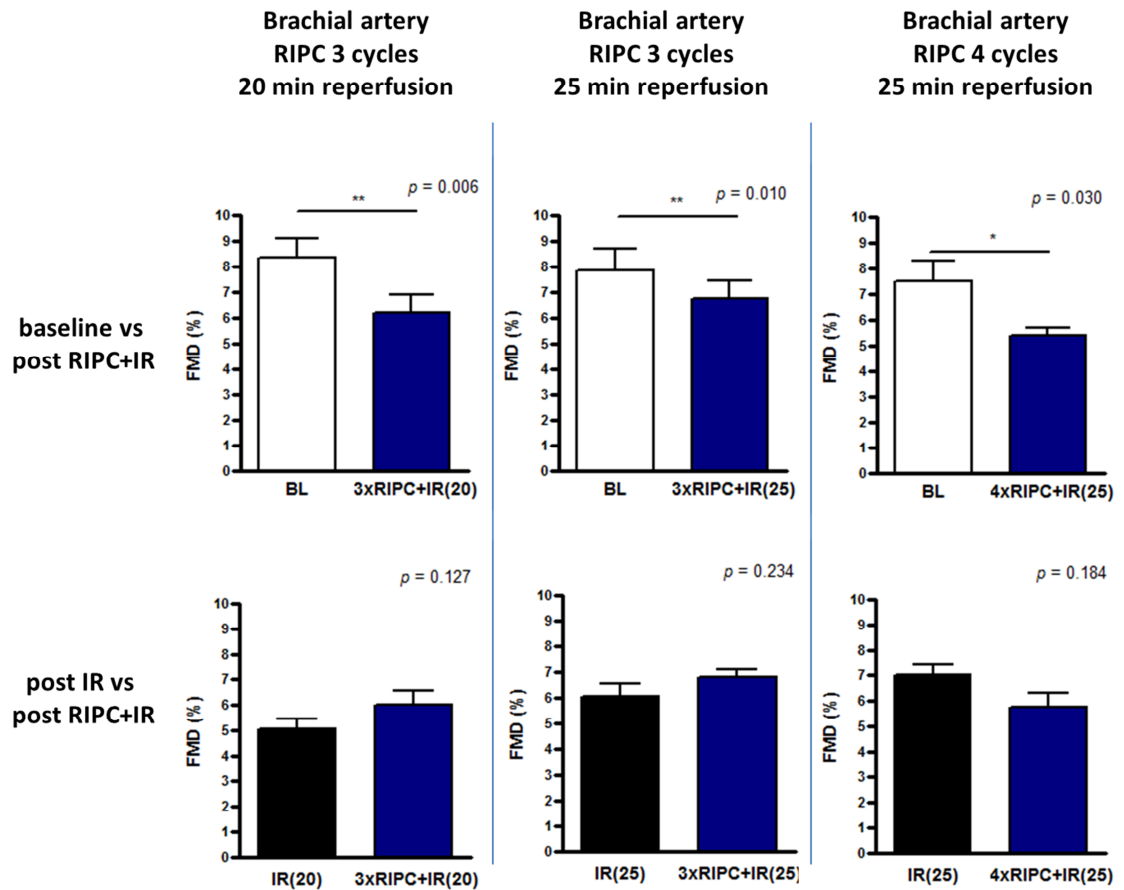 Brachial artery
RIPC 3 cycles
20 min reperfusion
Brachial artery
RIPC 3 cycles
25 min reperfusion
Brachial artery
RIPC 4 cycles
25 min reperfusion
baseline vs
post RIPC+IR
p = 0.006
**
10
9
8
7
6
5
4
3
2
1
0
FMD (%)
BL 3xRIPC+IR(20)
p = 0.010
**
10
9
8
7
6
5
4
3
2
1
0
FMD (%)
BL 3xRIPC+IR(25)
p = 0.030
*
10
9
8
7
6
5
4
3
2
1
0
FMD (%)
BL 4xRIPC+IR(25)
post IR vs
post RIPC+IR
p = 0.127
10
9
8
7
6
5
4
3
2
1
0
FMD (%)
IR(20) 3xRIPC+IR(20)
p = 0.234
10
9
8
7
6
5
4
3
2
1
0
FMD (%)
IR(25) 3xRIPC+IR(25)
p = 0.184
10
9
8
7
6
5
4
3
2
1
0
FMD (%)
IR(25) 4xRIPC+IR(25)